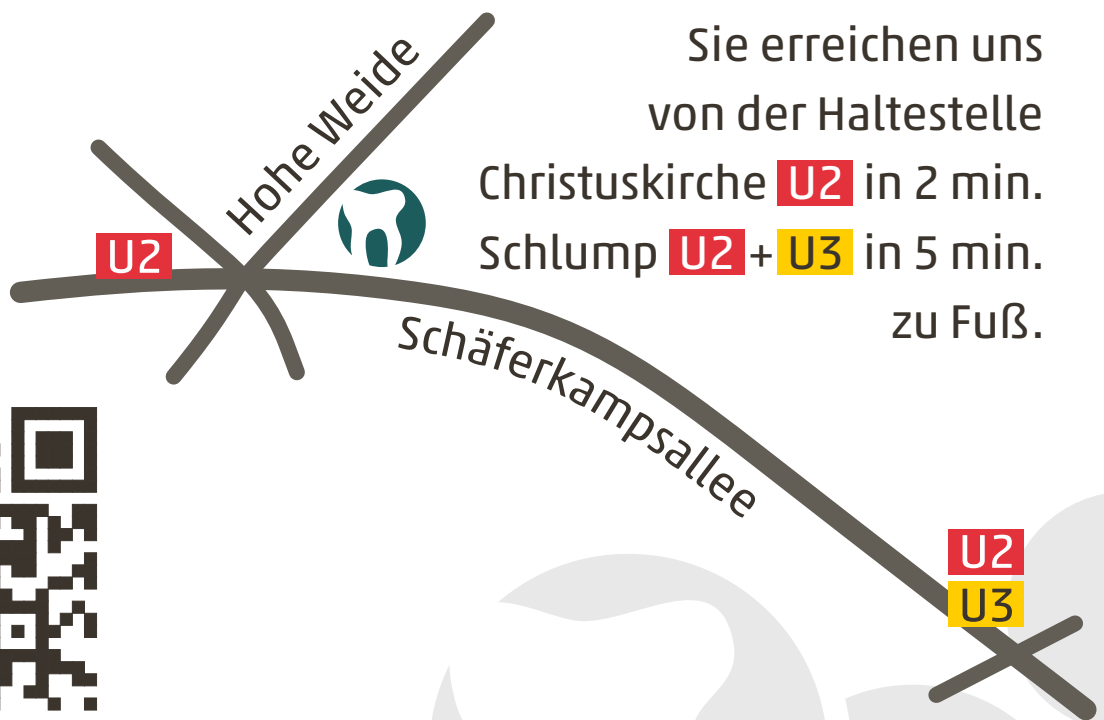 Sie erreichen uns
von der Haltestelle
Christuskirche U2 in 2 min.
Schlump U2 + U3 in 5 min.
zu Fuß.
Hohe Weide
U2
Schäferkampsallee
U2
U3